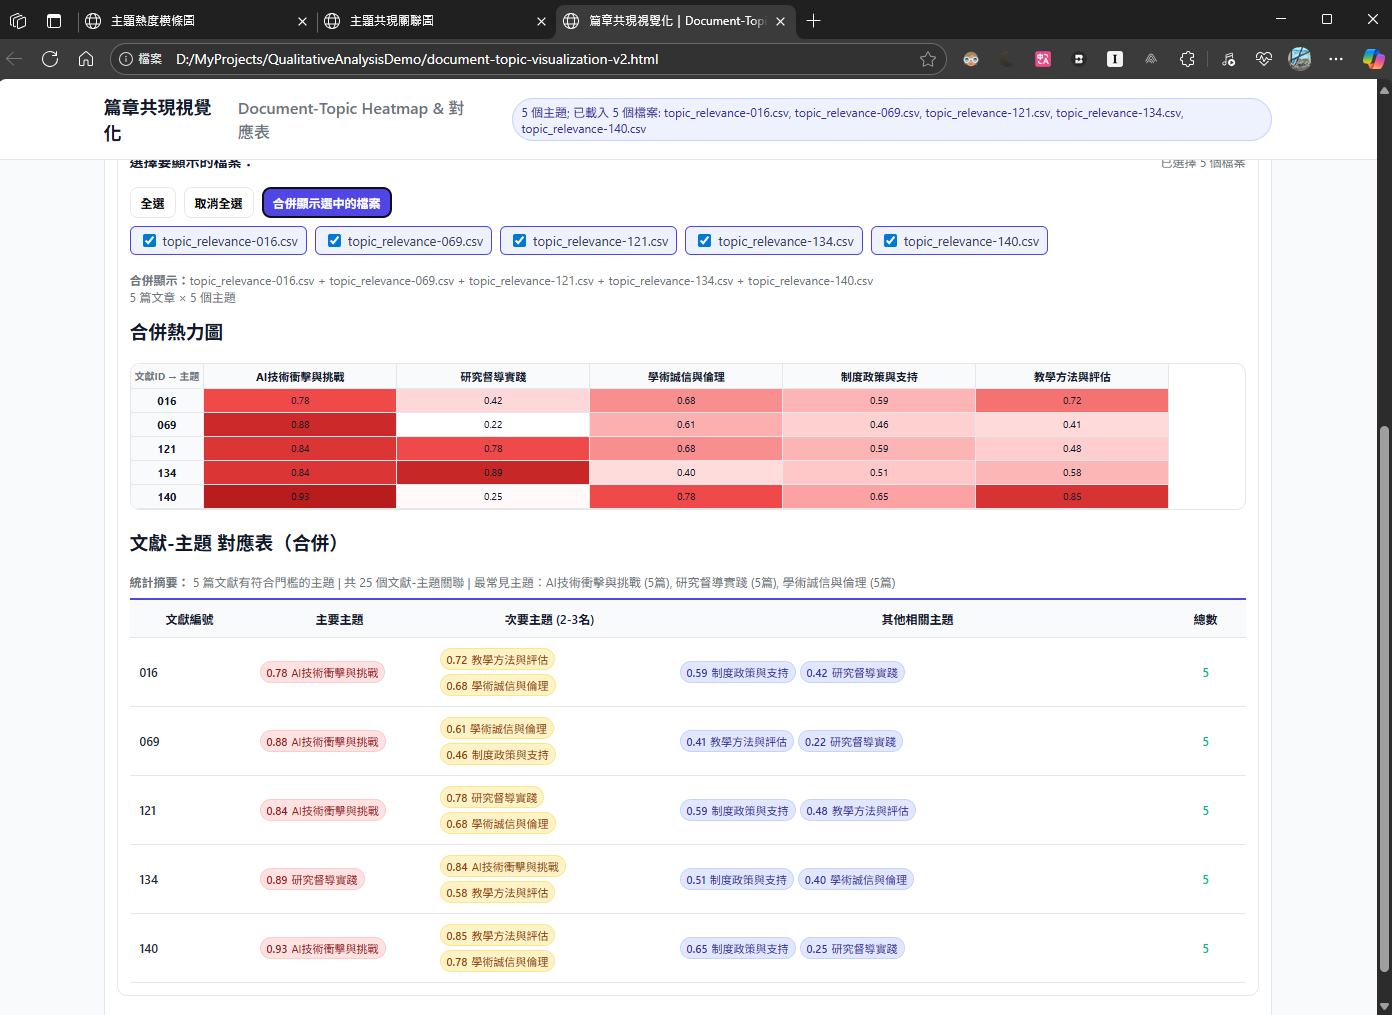 主題熱度橫條圖
主題共現關聯圖
篇章共現視覺化 | Document-Topi
檔案 D:/MyProjects/QualitativeAnalysisDemo/document-topic-visualization-v2.html
篇章共現視覺化
Document-Topic Heatmap & 對應表
5 個主題; 已載入 5 個檔案: topic_relevance-016.csv, topic_relevance-069.csv, topic_relevance-121.csv, topic_relevance-134.csv,
topic_relevance-140.csv
選擇要顯示的檔案：
已選擇 5 個檔案
全選 取消全選 合併顯示選中的檔案
topic_relevance-016.csv topic_relevance-069.csv topic_relevance-121.csv topic_relevance-134.csv topic_relevance-140.csv
合併顯示：topic_relevance-016.csv + topic_relevance-069.csv + topic_relevance-121.csv + topic_relevance-134.csv + topic_relevance-140.csv
5 篇文章 × 5 個主題
合併熱力圖
文獻ID → 主題 AI技術衝擊與挑戰 研究督導實踐 學術誠信與倫理 制度政策與支持 教學方法與評估
016 0.78 0.42 0.68 0.59 0.72
069 0.88 0.22 0.61 0.46 0.41
121 0.84 0.78 0.68 0.59 0.48
134 0.84 0.89 0.40 0.51 0.58
140 0.93 0.25 0.78 0.65 0.85
文獻-主題 對應表（合併）
統計摘要： 5 篇文獻有符合門檻的主題 | 共 25 個文獻-主題關聯 | 最常見主題：AI技術衝擊與挑戰 (5篇), 研究督導實踐 (5篇), 學術誠信與倫理 (5篇)
文獻編號 主要主題 次要主題 (2-3名) 其他相關主題 總數
016 0.78 AI技術衝擊與挑戰 0.72 教學方法與評估 0.59 制度政策與支持 0.42 研究督導實踐 5
0.68 學術誠信與倫理
069 0.88 AI技術衝擊與挑戰 0.61 學術誠信與倫理 0.41 教學方法與評估 0.22 研究督導實踐 5
0.46 制度政策與支持
121 0.84 AI技術衝擊與挑戰 0.78 研究督導實踐 0.59 制度政策與支持 0.48 教學方法與評估 5
0.68 學術誠信與倫理
134 0.89 研究督導實踐 0.84 AI技術衝擊與挑戰 0.51 制度政策與支持 0.40 學術誠信與倫理 5
0.58 教學方法與評估
140 0.93 AI技術衝擊與挑戰 0.85 教學方法與評估 0.65 制度政策與支持 0.25 研究督導實踐 5
0.78 學術誠信與倫理